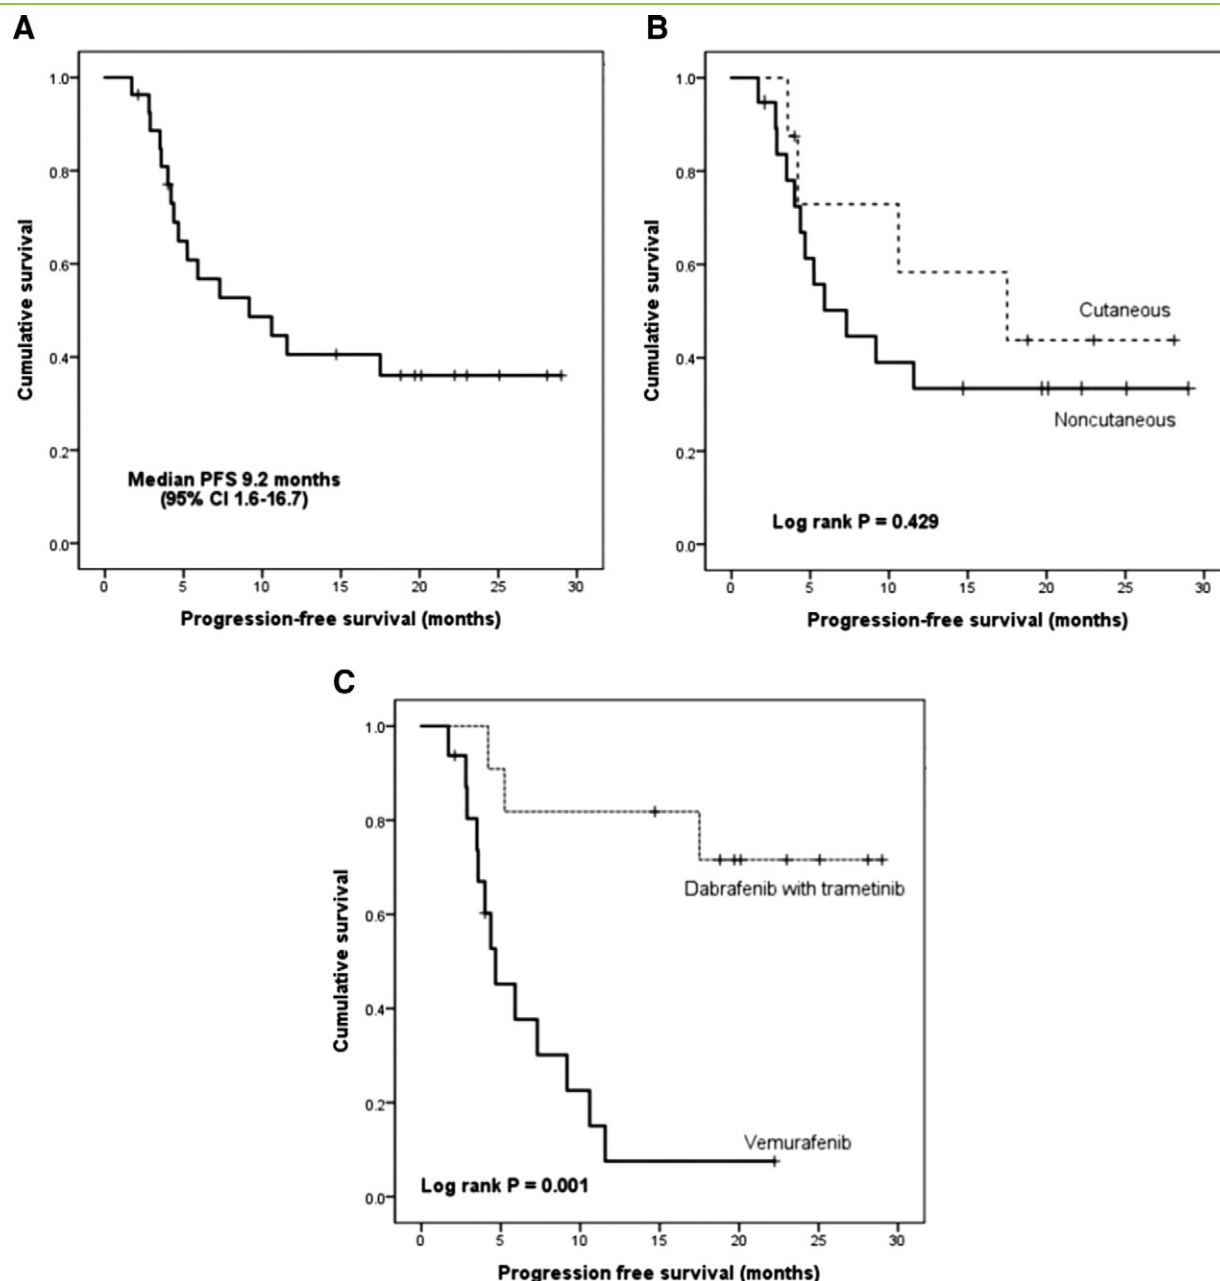 A
1.0
0.8
0.6
0.4
0.2
0.0
Cumulative survival
Median PFS 9.2 months
(95% CI 1.6-16.7)
0 5 10 15 20 25 30
Progression-free survival (months)
B
1.0
0.8
0.6
0.4
0.2
0.0
Cumulative survival
Cutaneous
Noncutaneous
Log rank P = 0.429
0 5 10 15 20 25 30
Progression-free survival (months)
C
1.0
0.8
0.6
0.4
0.2
0.0
Cumulative survival
Dabrafenib with trametinib
Vemurafenib
Log rank P = 0.001
0 5 10 15 20 25 30
Progression free survival (months)